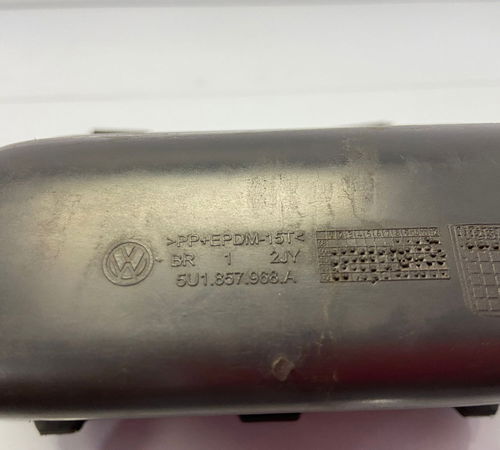 >PP+EPDM-15T<
BR 1 2JY
5U1.857.968.A